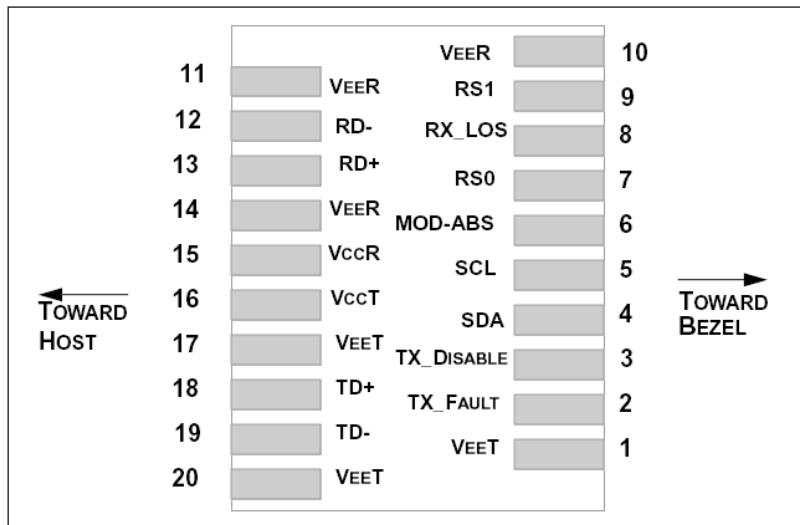 VEER 10
11 VEER
RS1 9
12 RD-
RX_LOS 8
13 RD+
RS0 7
14 VEER
MOD-ABS 6
15 VCCR
SCL 5
16 VCCT
TOWARD
HOST
TOWARD
BEZEL
SDA 4
17 VEET
TX_DISABLE 3
18 TD+
TX_FAULT 2
19 TD-
VEET 1
20 VEET